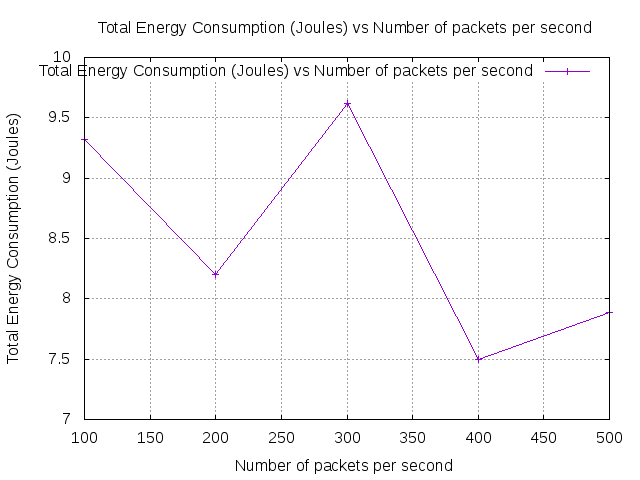 Total Energy Consumption (Joules) vs Number of packets per second
Total Energy Consumption (Joules) vs Number of packets per second
Total Energy Consumption (Joules)
10
9.5
9
8.5
8
7.5
7
100 150 200 250 300 350 400 450 500
Number of packets per second